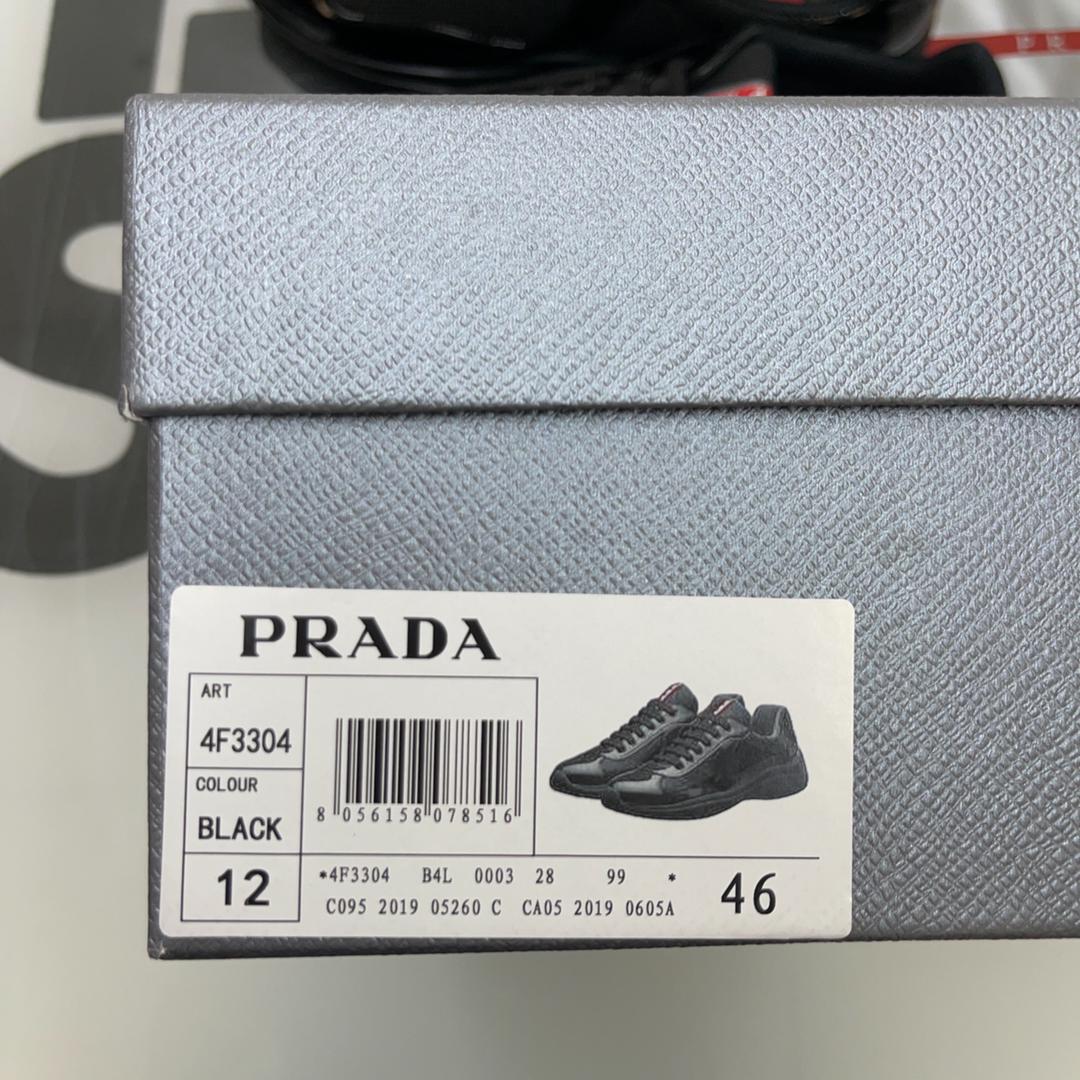 PR
PRADA
ART
4F3304
COLOUR
BLACK
12
8 056158 078516
*4F3304 B4L 0003 28 99 *
C095 2019 05260 C CA05 2019 0605A
46